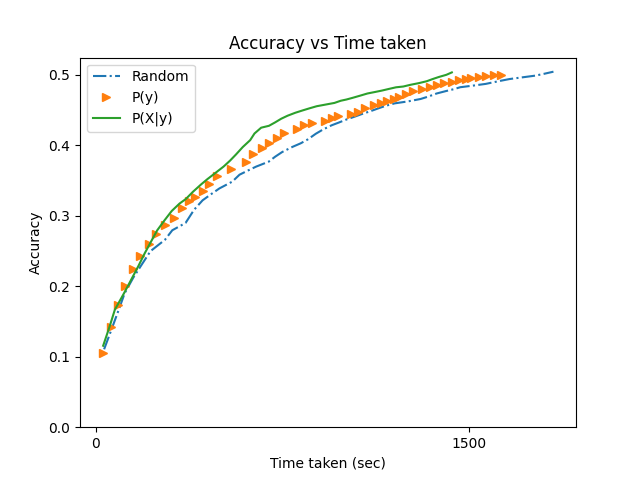 Accuracy vs Time taken
Random
P(y)
P(X|y)
0.5
0.4
0.3
0.2
0.1
0.0
Accuracy
0
1500
Time taken (sec)